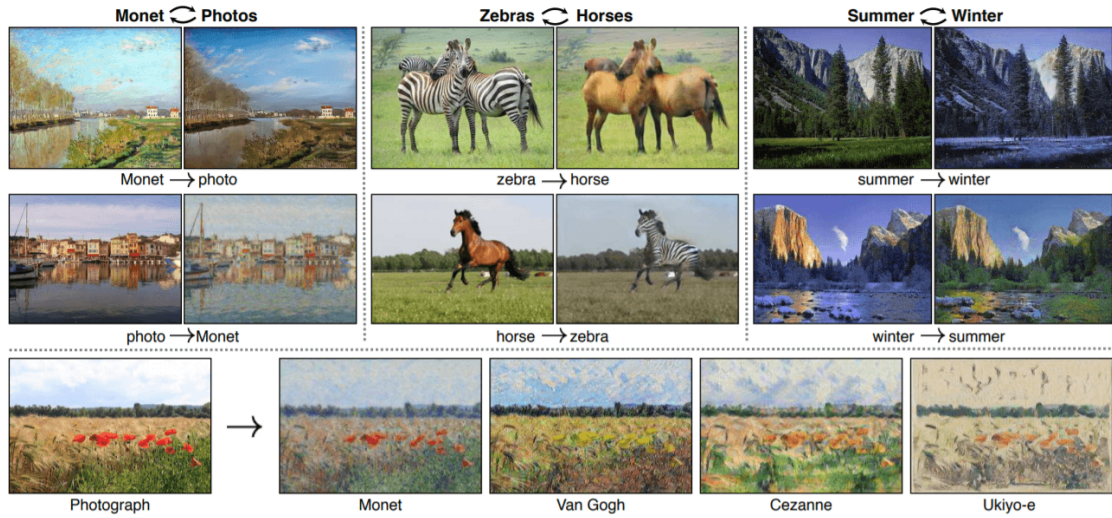 Monet ⇄ Photos
Zebras ⇄ Horses
Summer ⇄ Winter
Monet → photo
zebra → horse
summer → winter
photo → Monet
horse → zebra
winter → summer
Photograph
Monet
Van Gogh
Cezanne
Ukiyo-e